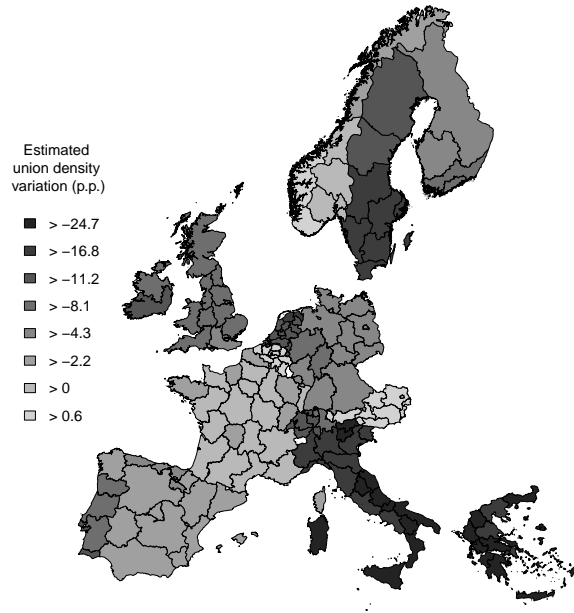 Estimated
union density
variation (p.p.)
> −24.7
> −16.8
> −11.2
> −8.1
> −4.3
> −2.2
> 0
> 0.6